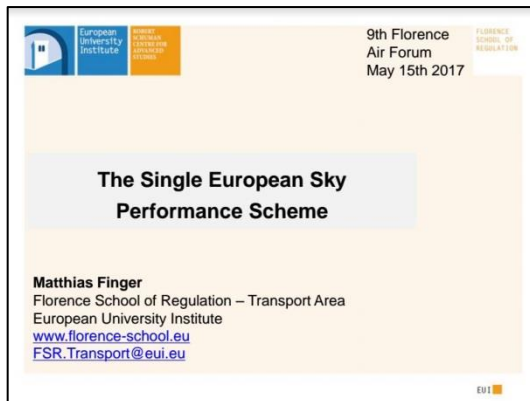 European
University
Institute
ROBERT
SCHUMAN
CENTRE FOR
ADVANCED
STUDIES
9th Florence
Air Forum
May 15th 2017
FLORENCE
SCHOOL OF
REGULATION
The Single European Sky
Performance Scheme
Matthias Finger
Florence School of Regulation – Transport Area
European University Institute
www.florence-school.eu
FSR.Transport@eui.eu
EUI